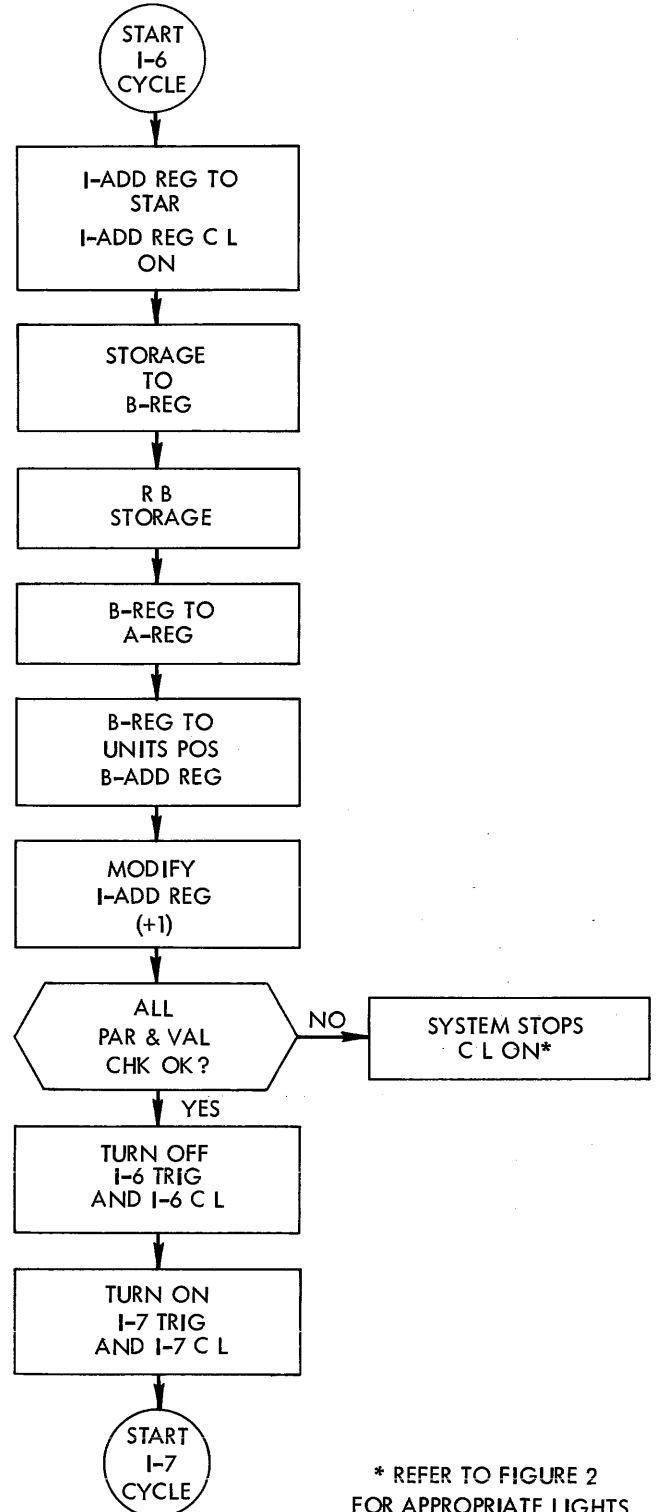 START
I-6
CYCLE
I-ADD REG TO
STAR
I-ADD REG C L
ON
STORAGE
TO
B-REG
R B
STORAGE
B-REG TO
A-REG
B-REG TO
UNITS POS
B-ADD REG
MODIFY
I-ADD REG
(+1)
ALL
PAR & VAL
CHK OK?
NO
SYSTEM STOPS
C L ON*
YES
TURN OFF
I-6 TRIG
AND I-6 C L
TURN ON
I-7 TRIG
AND I-7 C L
START
I-7
CYCLE
* REFER TO FIGURE 2
FOR APPROPRIATE LIGHTS